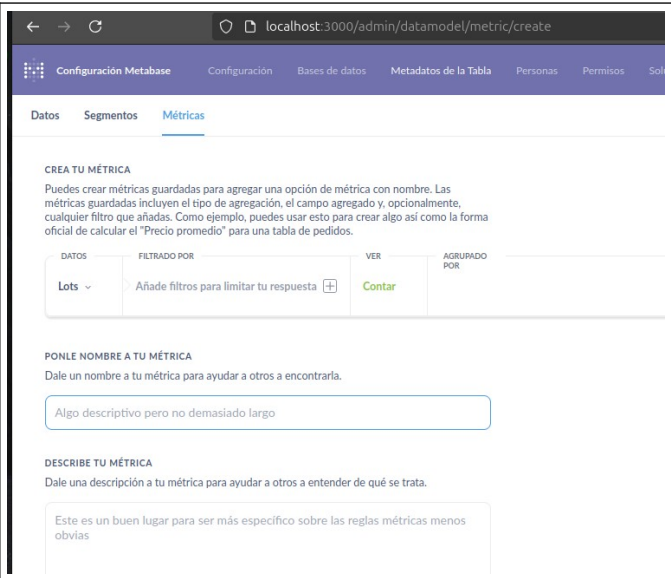 localhost:3000/admin/datamodel/metric/create
Configuración Metabase Configuración Bases de datos Metadatos de la Tabla Personas Permisos
Datos Segmentos Métricas
CREA TU MÉTRICA
Puedes crear métricas guardadas para agregar una opción de métrica con nombre. Las
métricas guardadas incluyen el tipo de agregación, el campo agregado y, opcionalmente,
cualquier filtro que añadas. Como ejemplo, puedes usar esto para crear algo así como la forma
oficial de calcular el "Precio promedio" para una tabla de pedidos.
DATOS FILTRADO POR VER AGRUPADO
POR
Lots Añade filtros para limitar tu respuesta Contar
PONLE NOMBRE A TU MÉTRICA
Dale un nombre a tu métrica para ayudar a otros a encontrarla.
Algo descriptivo pero no demasiado largo
DESCRIBE TU MÉTRICA
Dale una descripción a tu métrica para ayudar a otros a entender de qué se trata.
Este es un buen lugar para ser más específico sobre las reglas métricas menos
obvias